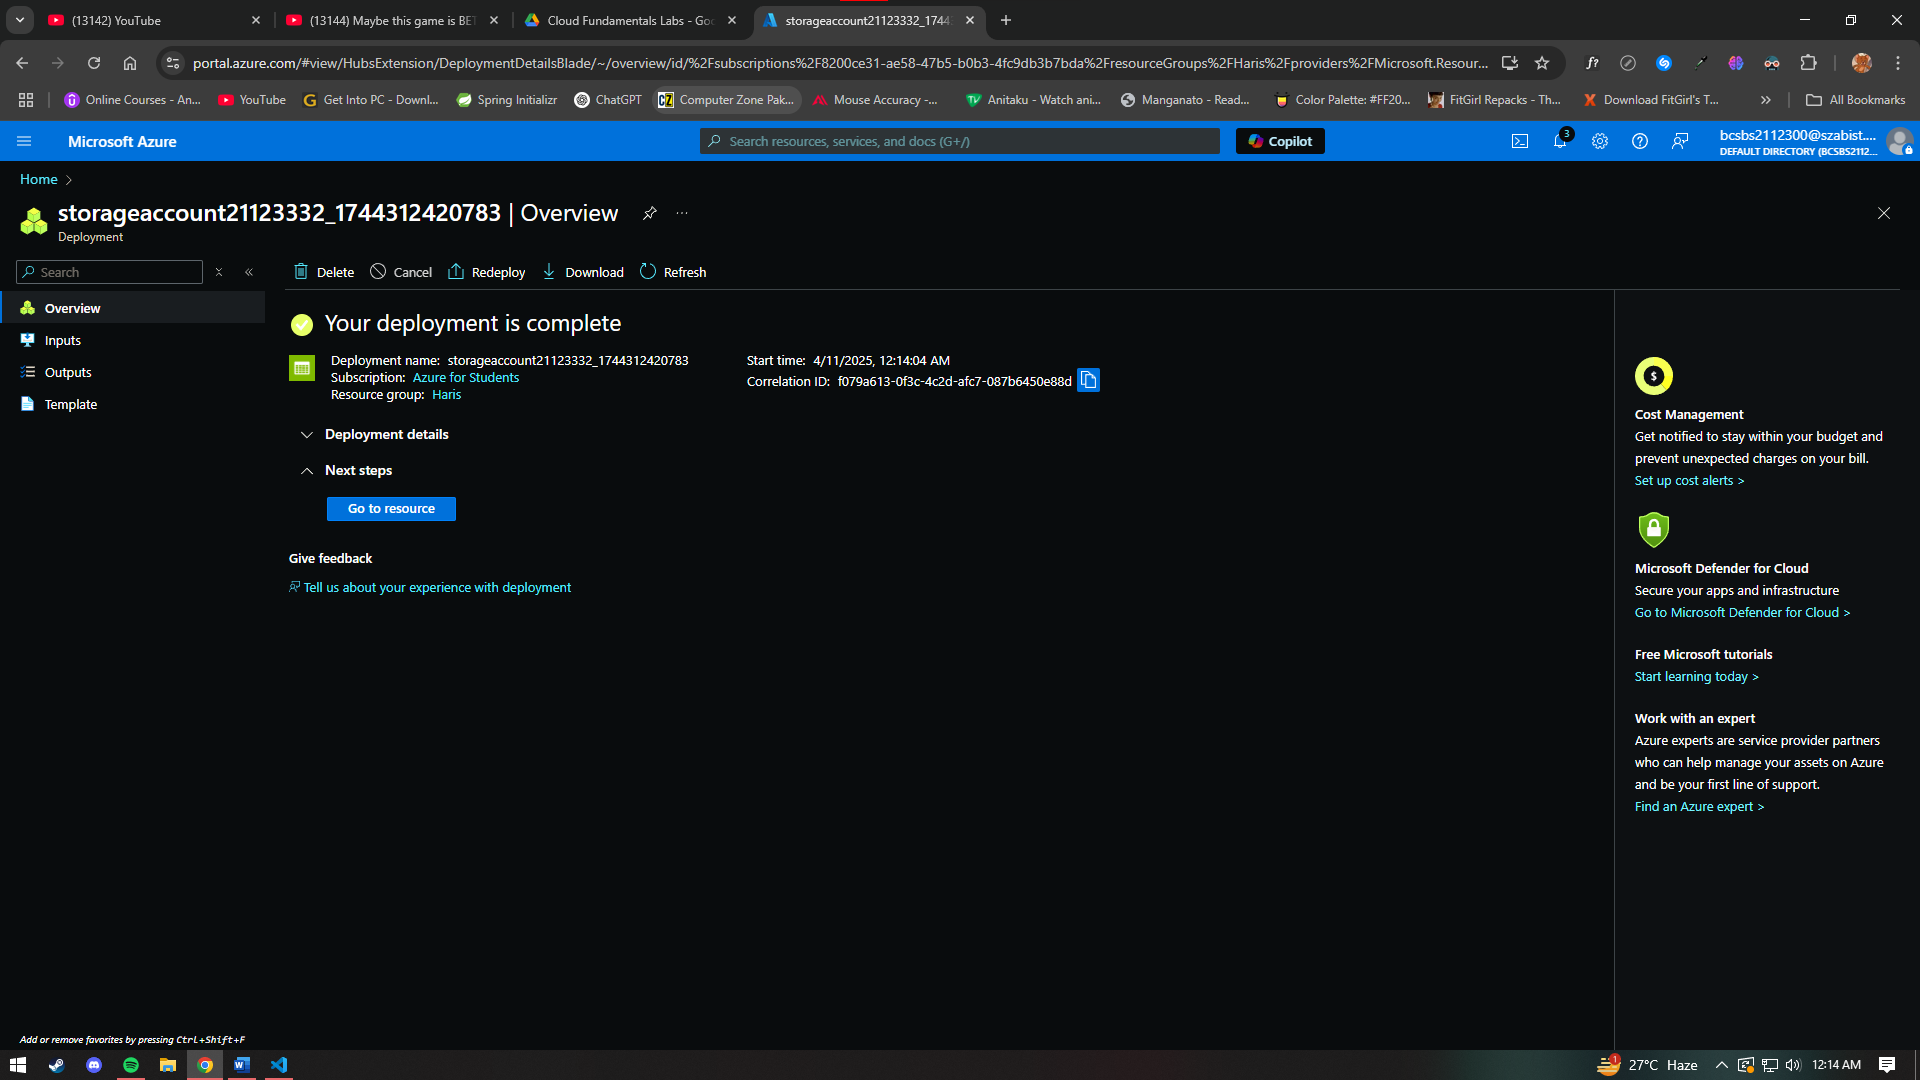 (13142) YouTube
(13144) Maybe this game is BET
Cloud Fundamentals Labs - Goo
storageaccount21123332_1744
portal.azure.com/#view/HubsExtension/DeploymentDetailsBlade/~/overview/id/%2Fsubscriptions%2F8200ce31-ae58-47b5-b0b3-4fc9db3b7bda%2FresourceGroups%2FHaris%2Fproviders%2FMicrosoft.Resour...
f?
Online Courses - An...
YouTube
Get Into PC - Downl...
Spring Initializr
ChatGPT
CZ
Computer Zone Pak...
Mouse Accuracy -...
Anitaku - Watch ani...
Manganato - Read...
Color Palette: #FF20...
FitGirl Repacks - Th...
Download FitGirl's T...
All Bookmarks
Microsoft Azure
Search resources, services, and docs (G+/)
Copilot
3
bcsbs2112300@szabist....
DEFAULT DIRECTORY (BCSBS2112...
Home
storageaccount21123332_1744312420783 | Overview
Deployment
Search
Delete
Cancel
Redeploy
Download
Refresh
Overview
Inputs
Outputs
Template
Your deployment is complete
Deployment name: storageaccount21123332_1744312420783
Subscription: Azure for Students
Resource group: Haris
Start time: 4/11/2025, 12:14:04 AM
Correlation ID: f079a613-0f3c-4c2d-afc7-087b6450e88d
Deployment details
Next steps
Go to resource
Give feedback
Tell us about your experience with deployment
$
Cost Management
Get notified to stay within your budget and
prevent unexpected charges on your bill.
Set up cost alerts >
Microsoft Defender for Cloud
Secure your apps and infrastructure
Go to Microsoft Defender for Cloud >
Free Microsoft tutorials
Start learning today >
Work with an expert
Azure experts are service provider partners
who can help manage your assets on Azure
and be your first line of support.
Find an Azure expert >
Add or remove favorites by pressing Ctrl+Shift+F
1
27°C Haze
12:14 AM